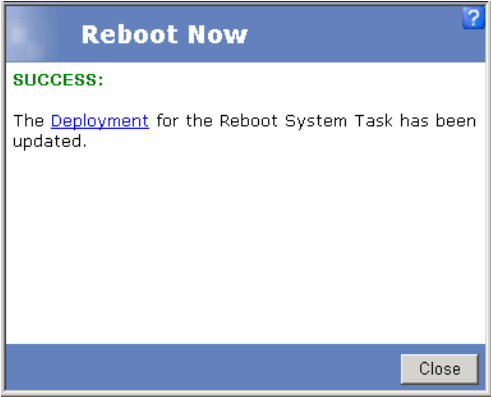 Reboot Now
?
SUCCESS:
The Deployment for the Reboot System Task has been
updated.
Close